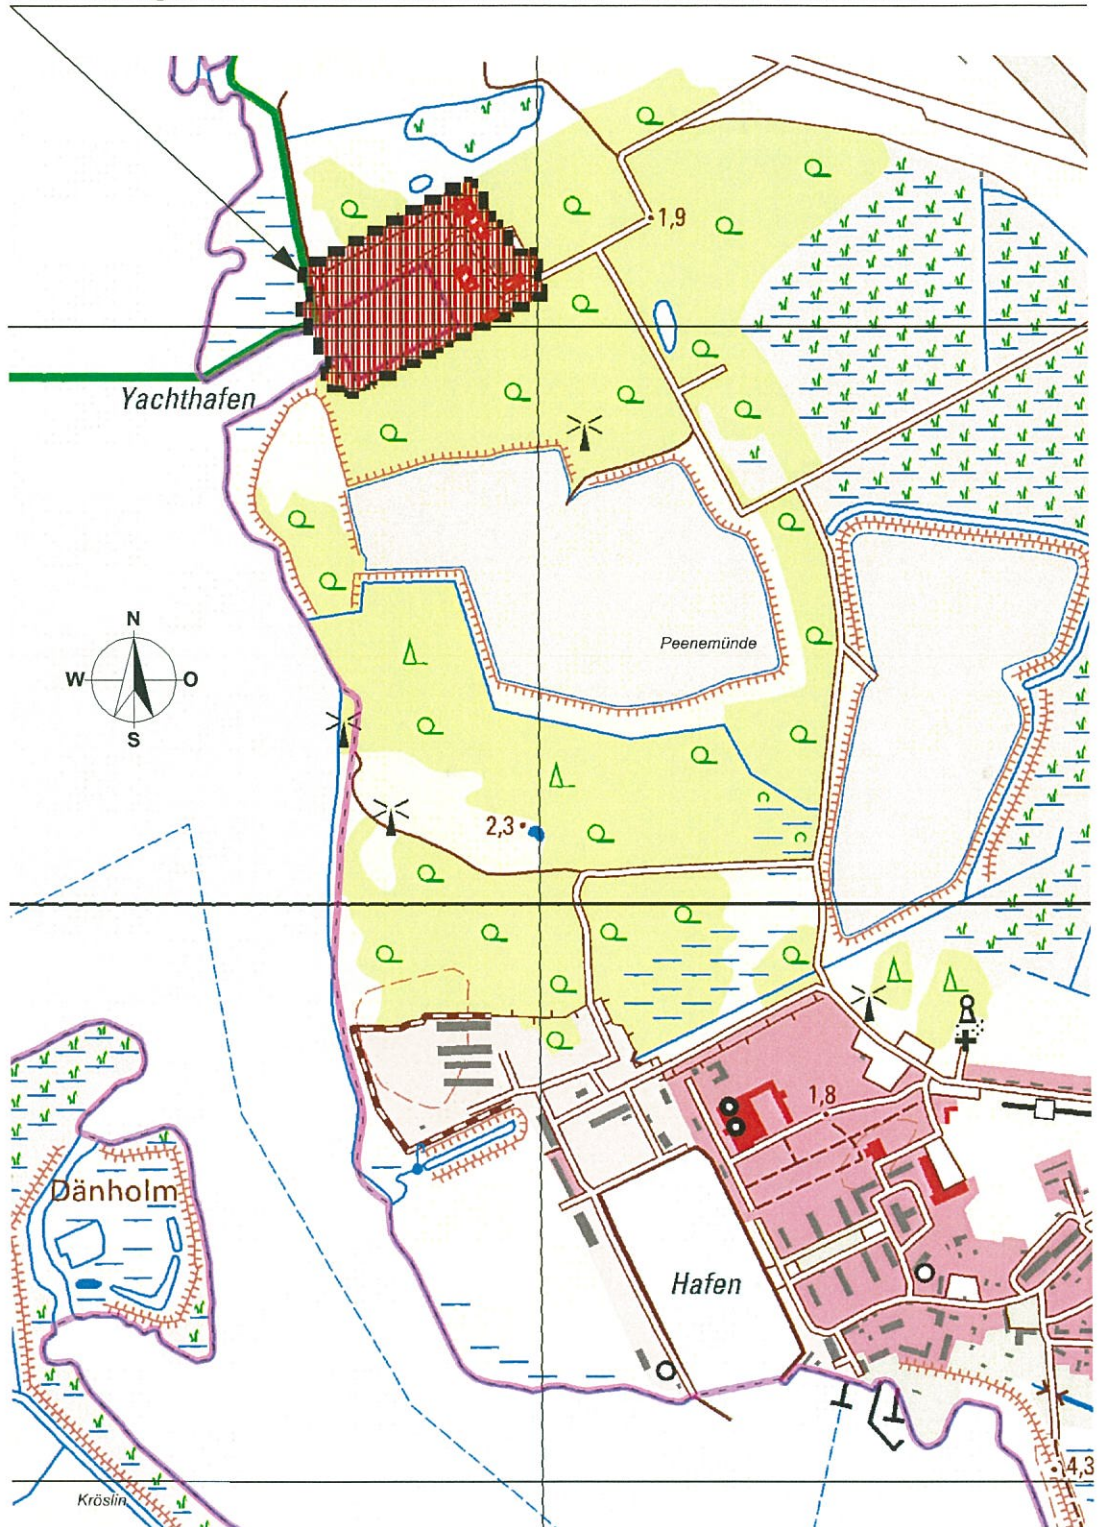 1,9
Yachthafen
Peenemünde
N
W O
S
2,3
1,8
Dänholm
Hafen
4,3
Kröslin